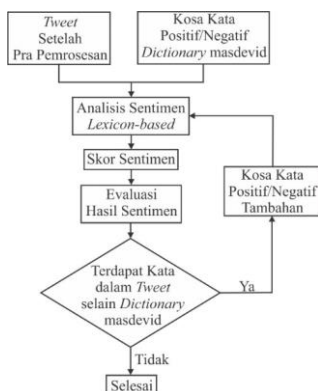 Tweet
Setelah
Pra Pemrosesan
Kosa Kata
Positif/Negatif
Dictionary masdevid
Analisis Sentimen
Lexicon-based
Skor Sentimen
Evaluasi
Hasil Sentimen
Kosa Kata
Positif/Negatif
Tambahan
Terdapat Kata
dalam Tweet
selain Dictionary
masdevid
Ya
Tidak
Selesai